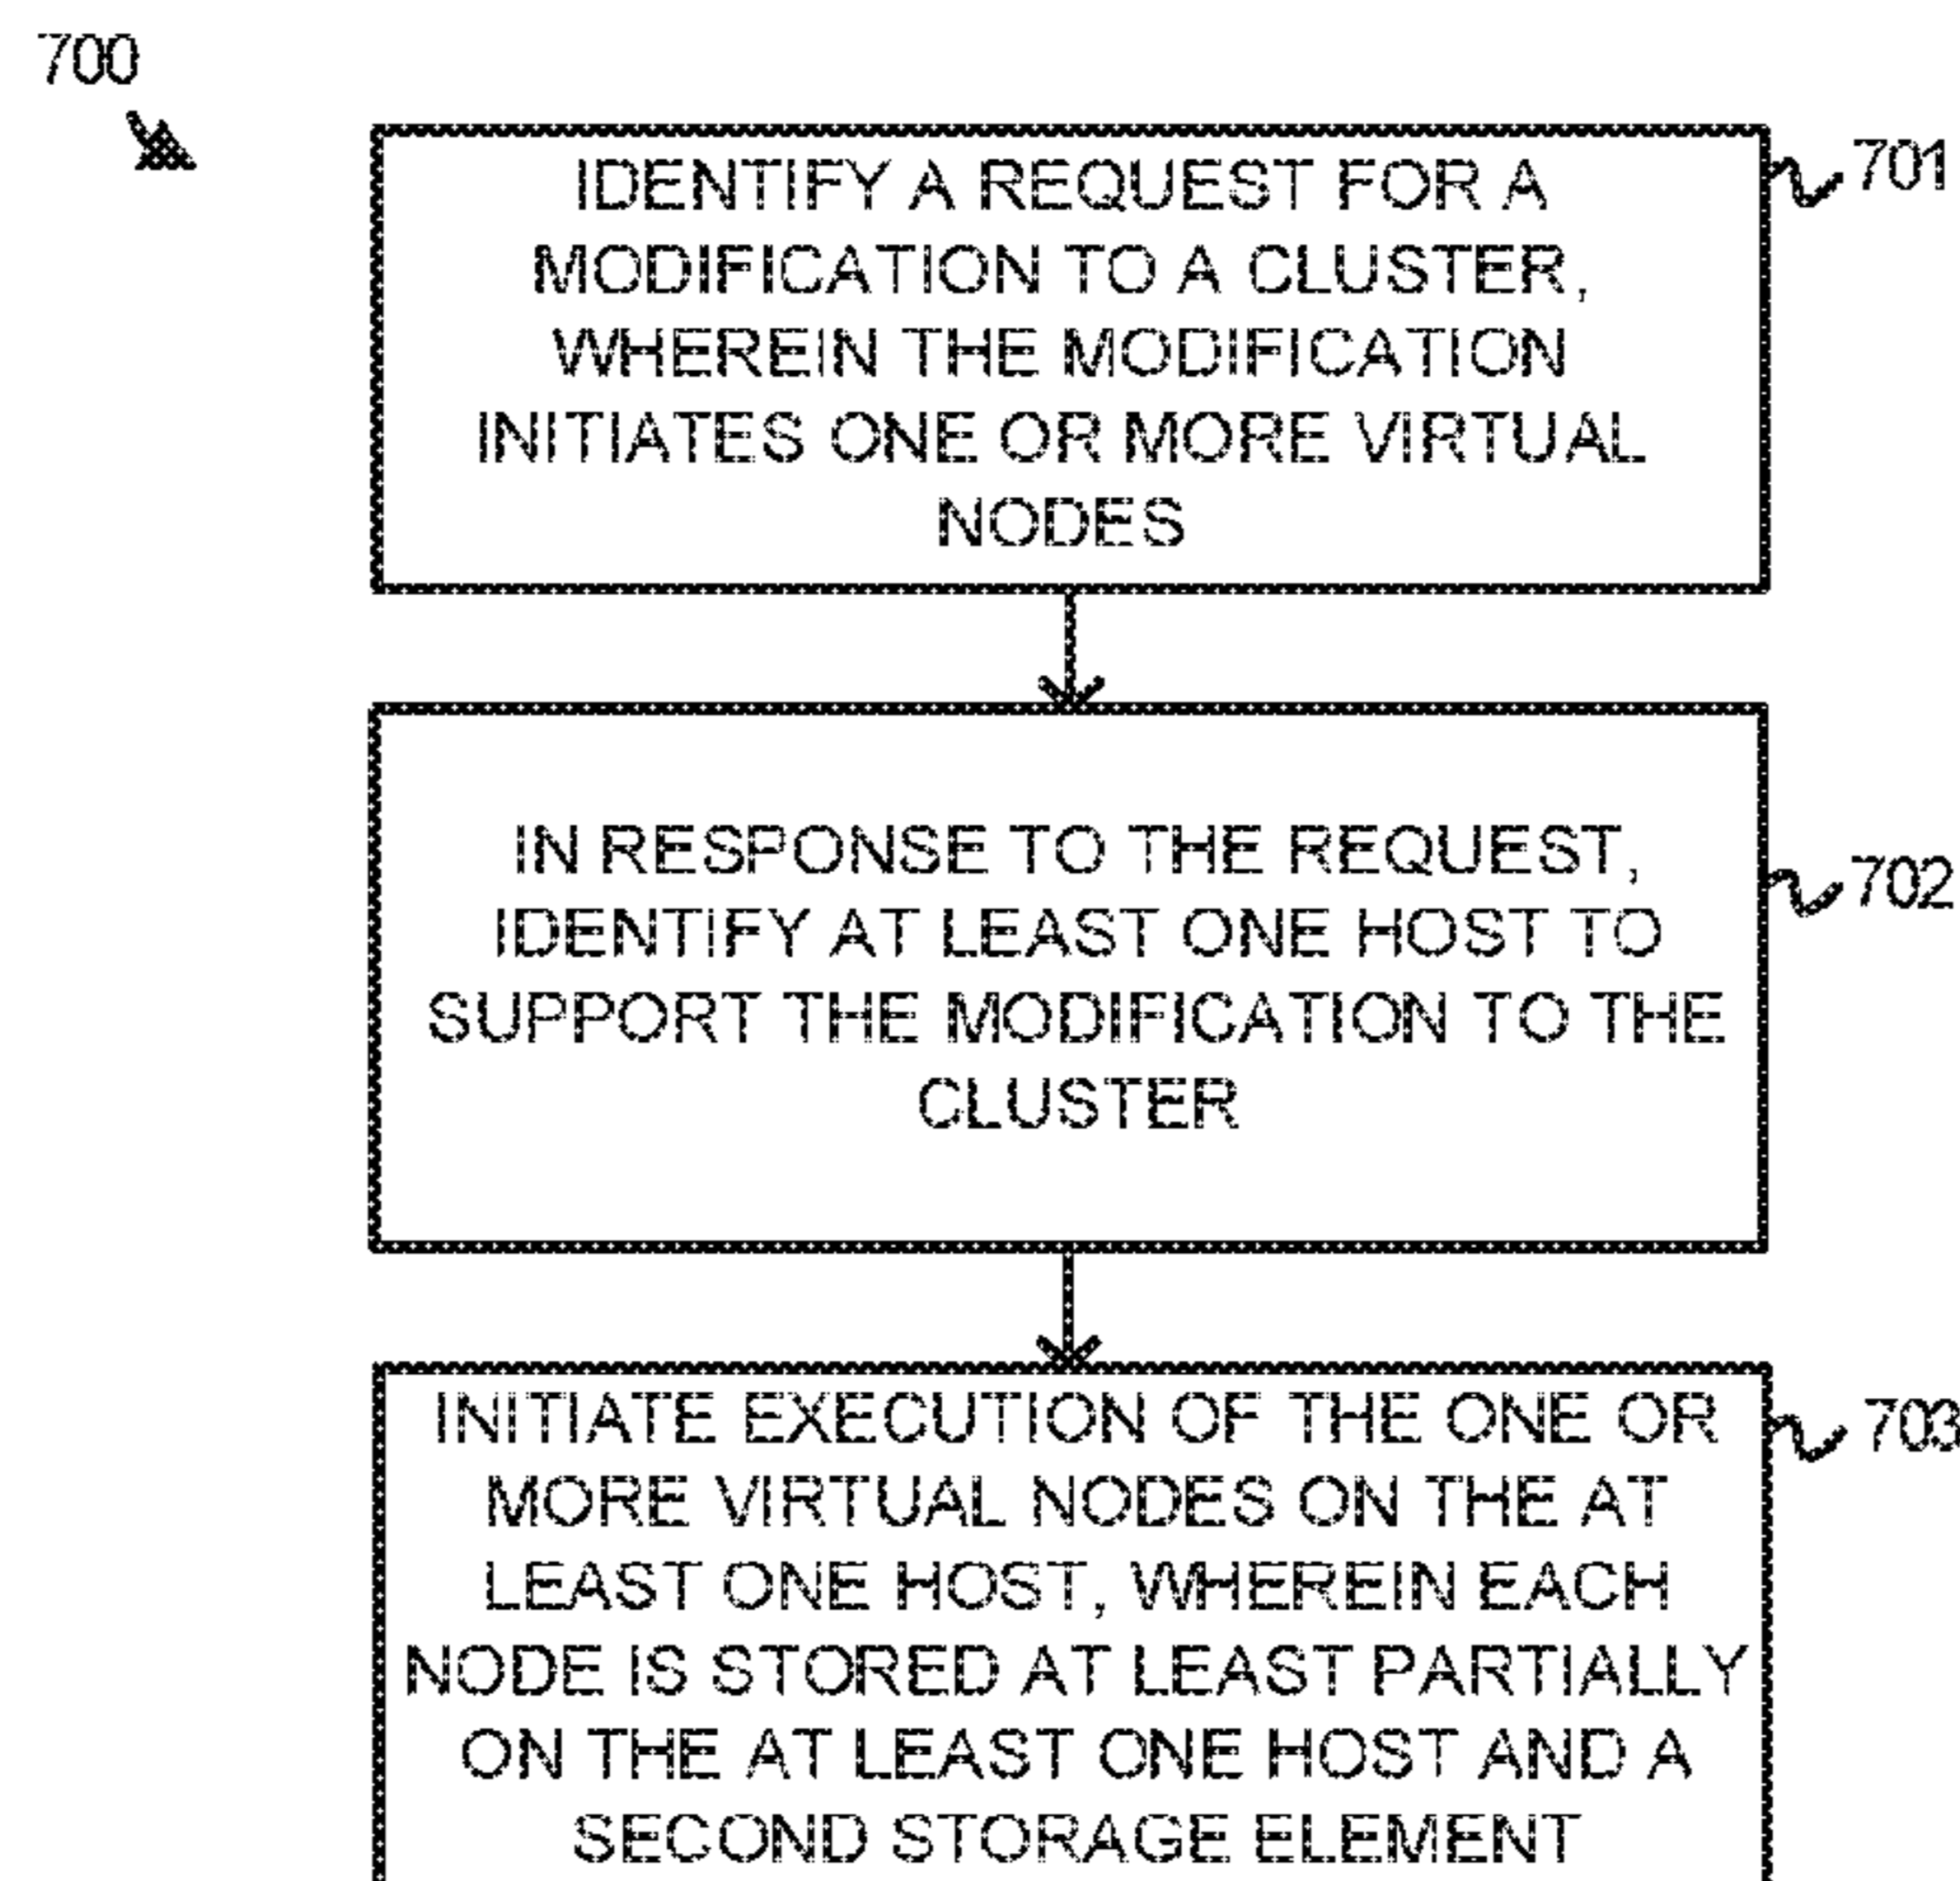 700
IDENTIFY A REQUEST FOR A
MODIFICATION TO A CLUSTER,
WHEREIN THE MODIFICATION
INITIATES ONE OR MORE VIRTUAL
NODES
701
IN RESPONSE TO THE REQUEST,
IDENTIFY AT LEAST ONE HOST TO
SUPPORT THE MODIFICATION TO THE
CLUSTER
702
INITIATE EXECUTION OF THE ONE OR
MORE VIRTUAL NODES ON THE AT
LEAST ONE HOST, WHEREIN EACH
NODE IS STORED AT LEAST PARTIALLY
ON THE AT LEAST ONE HOST AND A
SECOND STORAGE ELEMENT
703